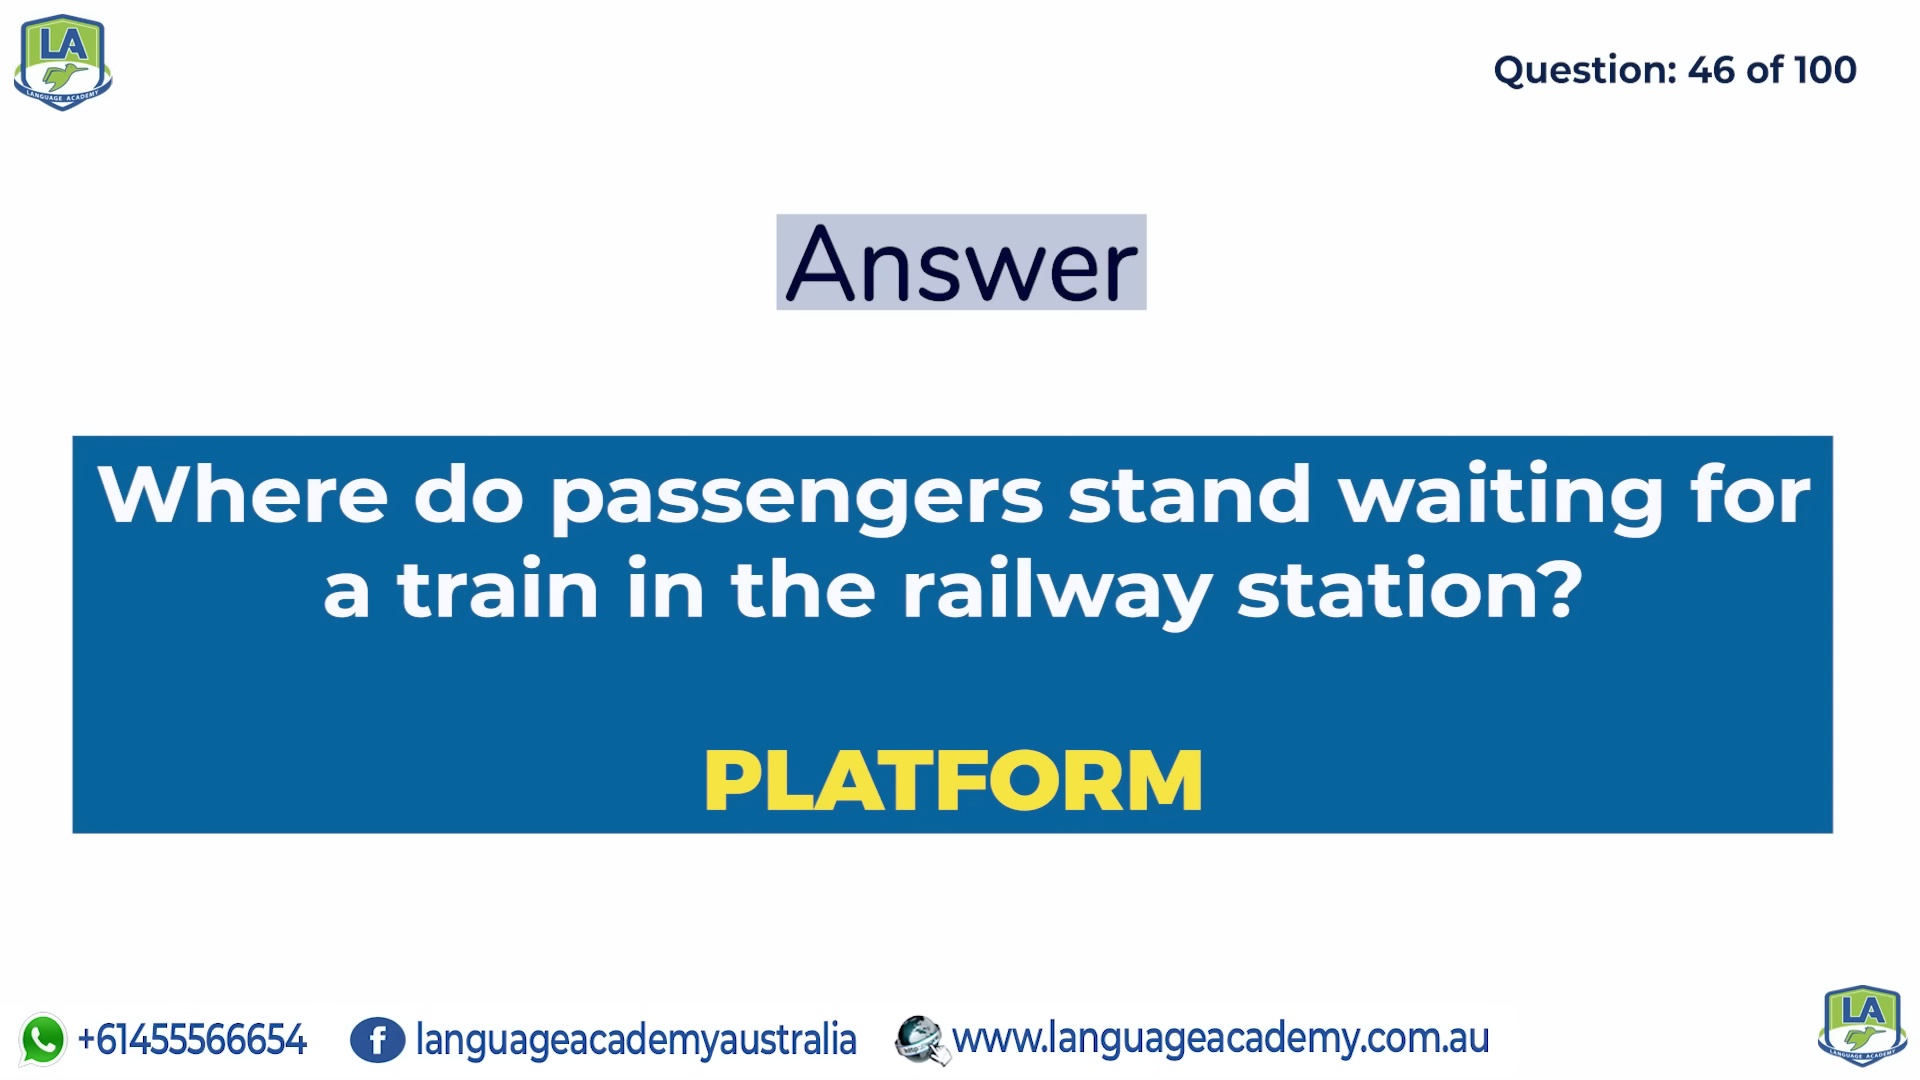 LA
LANGUAGE ACADEMY
Question: 46 of 100
Answer
Where do passengers stand waiting for
a train in the railway station?
PLATFORM
+61455566654
f
languageacademyaustralia
http
www.languageacademy.com.au
LA
LANGUAGE ACADEMY